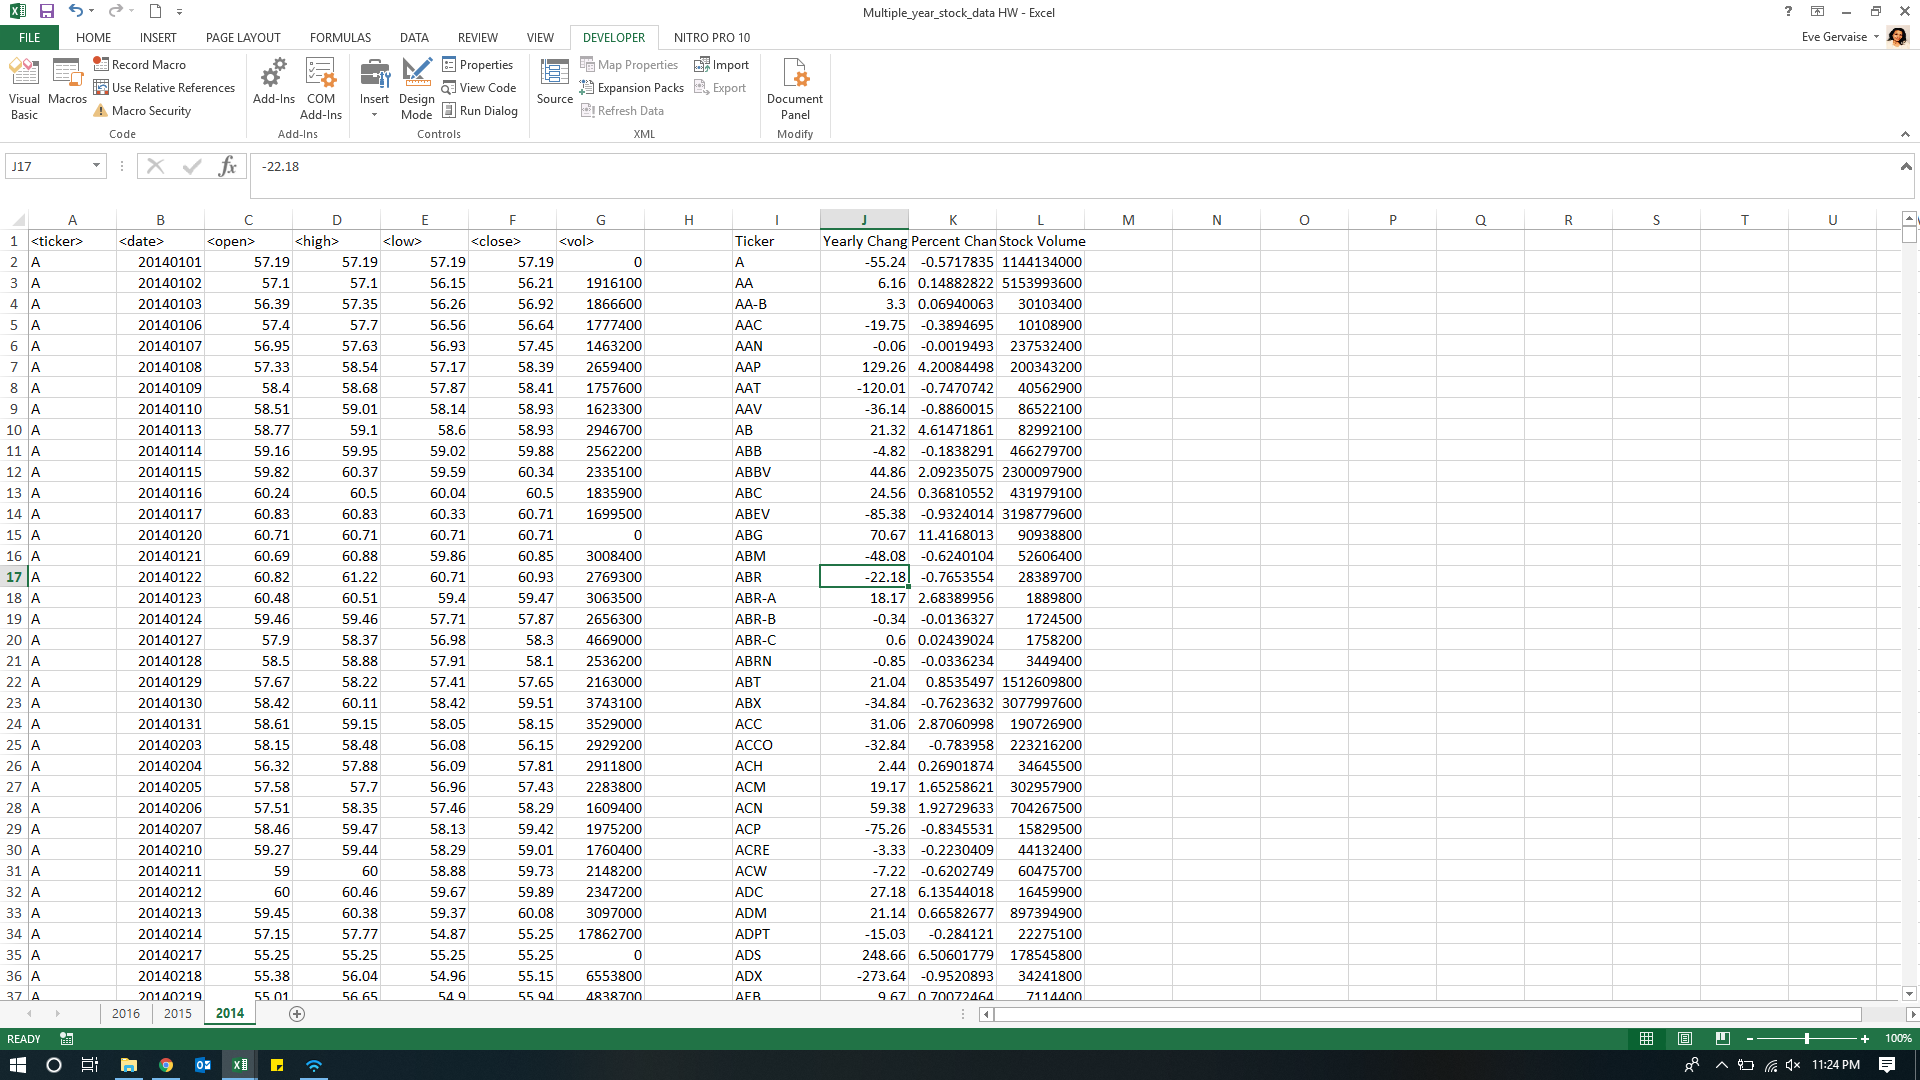 Multiple_year_stock_data HW - Excel
FILE HOME INSERT PAGE LAYOUT FORMULAS DATA REVIEW VIEW DEVELOPER NITRO PRO 10 Eve Gervaise
Visual Basic
Macros
Record Macro
Use Relative References
Macro Security
Code
Add-Ins
COM Add-Ins
Add-Ins
Insert
Design Mode
Properties
View Code
Run Dialog
Controls
Source
Map Properties
Expansion Packs
Refresh Data
Import
Export
XML
Document Panel
Modify
J17 fx -22.18
A B C D E F G H I J K L M N O P Q R S T U
1 <ticker> <date> <open> <high> <low> <close> <vol> Ticker Yearly Chang Percent Chan Stock Volume
2 A 20140101 57.19 57.19 57.19 57.19 0 A -55.24 -0.5717835 1144134000
3 A 20140102 57.1 57.1 56.15 56.21 1916100 AA 6.16 0.14882822 5153993600
4 A 20140103 56.39 57.35 56.26 56.92 1866600 AA-B 3.3 0.06940063 30103400
5 A 20140106 57.4 57.7 56.56 56.64 1777400 AAC -19.75 -0.3894695 10108900
6 A 20140107 56.95 57.63 56.93 57.45 1463200 AAN -0.06 -0.0019493 237532400
7 A 20140108 57.33 58.54 57.17 58.39 2659400 AAP 129.26 4.20084498 200343200
8 A 20140109 58.4 58.68 57.87 58.41 1757600 AAT -120.01 -0.7470742 40562900
9 A 20140110 58.51 59.01 58.14 58.93 1623300 AAV -36.14 -0.8860015 86522100
10 A 20140113 58.77 59.1 58.6 58.93 2946700 AB 21.32 4.61471861 82992100
11 A 20140114 59.16 59.95 59.02 59.88 2562200 ABB -4.82 -0.1838291 466279700
12 A 20140115 59.82 60.37 59.59 60.34 2335100 ABBV 44.86 2.09235075 2300097900
13 A 20140116 60.24 60.5 60.04 60.5 1835900 ABC 24.56 0.36810552 431979100
14 A 20140117 60.83 60.83 60.33 60.71 1699500 ABEV -85.38 -0.9324014 3198779600
15 A 20140120 60.71 60.71 60.71 60.71 0 ABG 70.67 11.4168013 90938800
16 A 20140121 60.69 60.88 59.86 60.85 3008400 ABM -48.08 -0.6240104 52606400
17 A 20140122 60.82 61.22 60.71 60.93 2769300 ABR -22.18 -0.7653554 28389700
18 A 20140123 60.48 60.51 59.4 59.47 3063500 ABR-A 18.17 2.68389956 1889800
19 A 20140124 59.46 59.46 57.71 57.87 2656300 ABR-B -0.34 -0.0136327 1724500
20 A 20140127 57.9 58.37 56.98 58.3 4669000 ABR-C 0.6 0.02439024 1758200
21 A 20140128 58.5 58.88 57.91 58.1 2536200 ABRN -0.85 -0.0336234 3449400
22 A 20140129 57.67 58.22 57.41 57.65 2163000 ABT 21.04 0.8535497 1512609800
23 A 20140130 58.42 60.11 58.42 59.51 3743100 ABX -34.84 -0.7623632 3077997600
24 A 20140131 58.61 59.15 58.05 58.15 3529000 ACC 31.06 2.87060998 190726900
25 A 20140203 58.15 58.48 56.08 56.15 2929200 ACCO -32.84 -0.783958 223216200
26 A 20140204 56.32 57.88 56.09 57.81 2911800 ACH 2.44 0.26901874 34645500
27 A 20140205 57.58 57.7 56.96 57.43 2283800 ACM 19.17 1.65258621 302957900
28 A 20140206 57.51 58.35 57.46 58.29 1609400 ACN 59.38 1.92729633 704267500
29 A 20140207 58.46 59.47 58.13 59.42 1975200 ACP -75.26 -0.8345531 15829500
30 A 20140210 59.27 59.44 58.29 59.01 1760400 ACRE -3.33 -0.2230409 44132400
31 A 20140211 59 60 58.88 59.73 2148200 ACW -7.22 -0.6202749 60475700
32 A 20140212 60 60.46 59.67 59.89 2347200 ADC 27.18 6.13544018 16459900
33 A 20140213 59.45 60.38 59.37 60.08 3097000 ADM 21.14 0.66582677 897394900
34 A 20140214 57.15 57.77 54.87 55.25 17862700 ADPT -15.03 -0.284121 22275100
35 A 20140217 55.25 55.25 55.25 55.25 0 ADS 248.66 6.50601779 178545800
36 A 20140218 55.38 56.04 54.96 55.15 6553800 ADX -273.64 -0.9520893 34241800
37 A 20140219 55.01 56.65 54.9 55.94 4838700 AEB 9.67 0.70072464 7114400
2016 2015 2014
READY 100%
11:24 PM